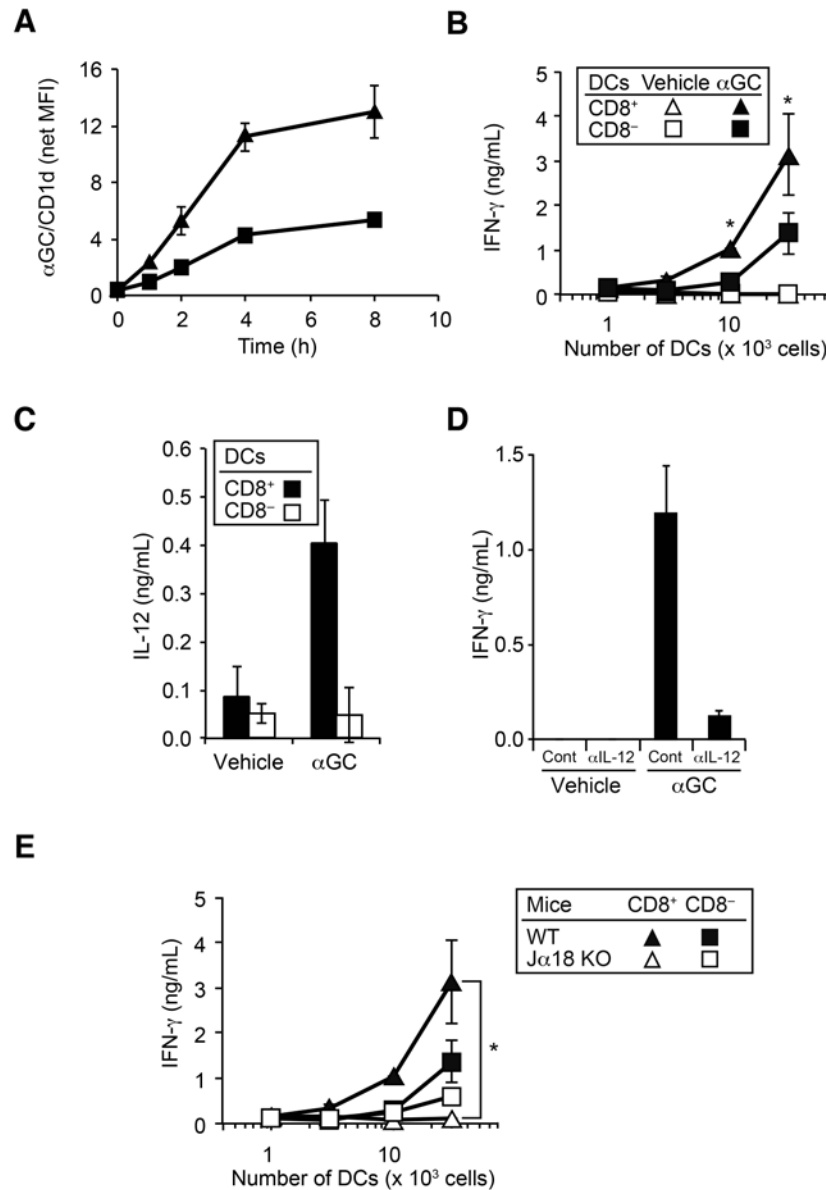 A
αGC/CD1d (net MFI)
16
12
8
4
0
0 2 4 6 8 10
Time (h)
B
IFN-γ (ng/mL)
5
4
3
2
1
0
DCs Vehicle αGC
CD8⁺
CD8⁻
*
*
1 10
Number of DCs (x 10³ cells)
C
IL-12 (ng/mL)
0.6
0.5
0.4
0.3
0.2
0.1
0.0
DCs
CD8⁺
CD8⁻
Vehicle αGC
D
IFN-γ (ng/mL)
1.5
1.0
0.5
0.0
Cont αIL-12 Cont αIL-12
Vehicle αGC
E
IFN-γ (ng/mL)
5
4
3
2
1
0
*
1 10
Number of DCs (x 10³ cells)
Mice CD8⁺ CD8⁻
WT
Jα18 KO